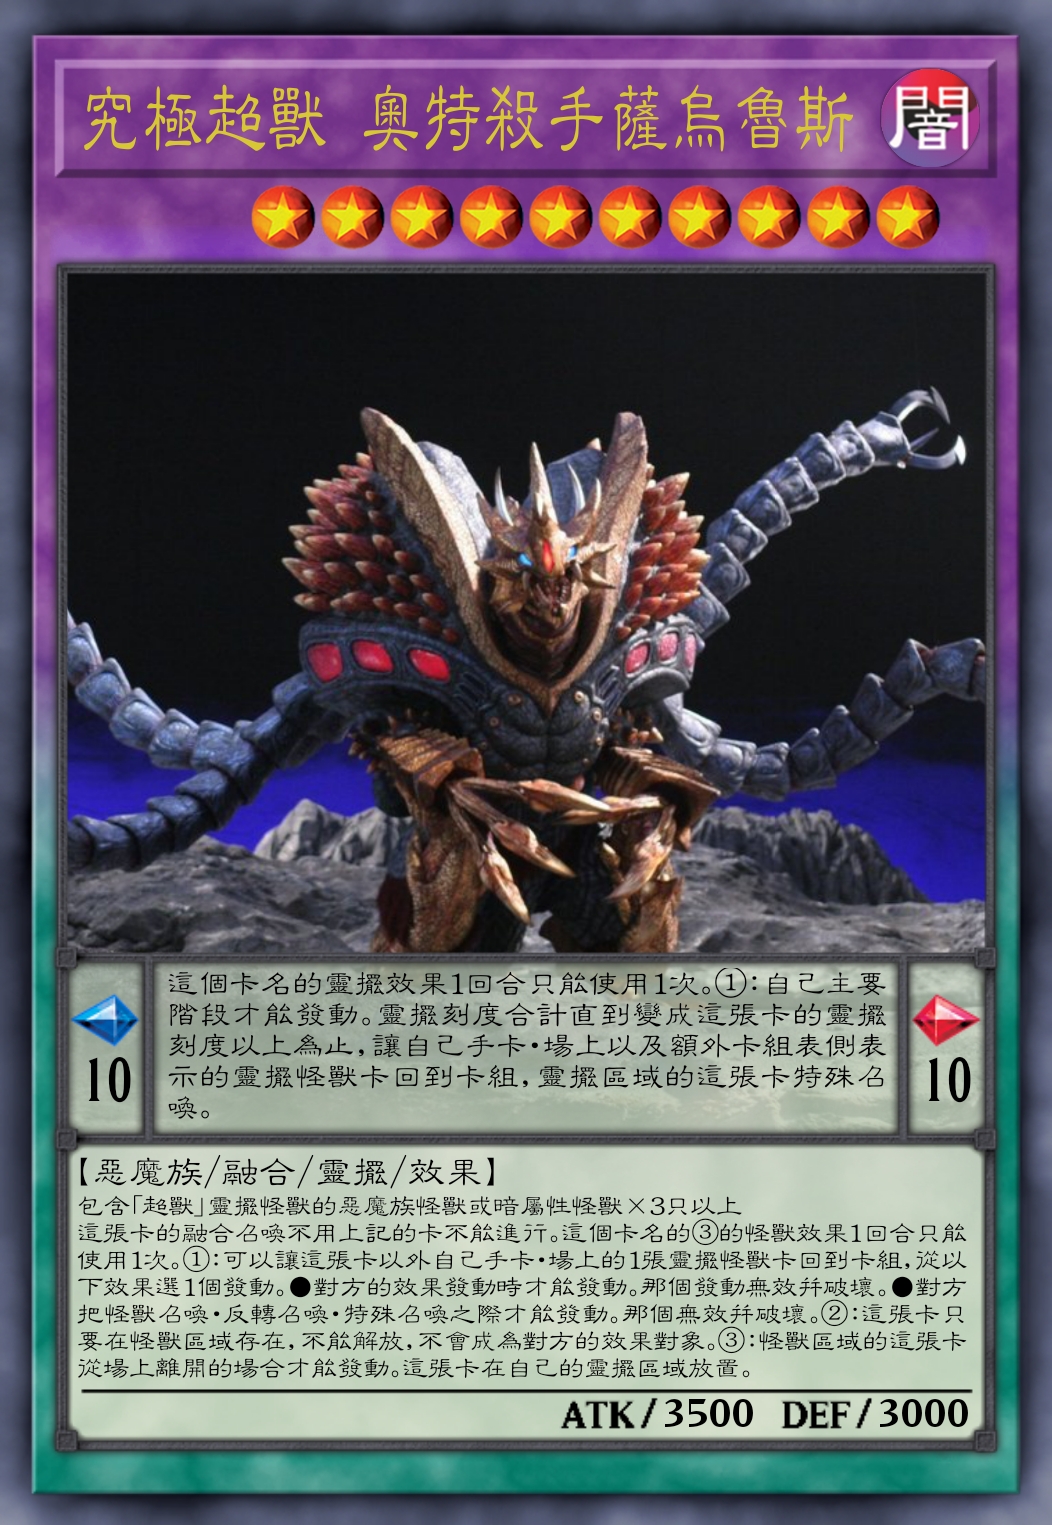 究極超獸 奧特殺手薩烏魯斯
闇
這個卡名的靈擺效果1回合只能使用1次。①：自己主要
階段才能發動。靈擺刻度合計直到變成這張卡的靈擺
刻度以上為止，讓自己手卡·場上以及額外卡組表側表
示的靈擺怪獸卡回到卡組，靈擺區域的這張卡特殊召
喚。
10
10
【惡魔族/融合/靈擺/效果】
包含「超獸」靈擺怪獸的惡魔族怪獸或暗屬性怪獸×3只以上
這張卡的融合召喚不用上記的卡不能進行。這個卡名的③的怪獸效果1回合只能
使用1次。①：可以讓這張卡以外自己手卡·場上的1張靈擺怪獸卡回到卡組，從以
下效果選1個發動。●對方的效果發動時才能發動。那個發動無效并破壞。●對方
把怪獸召喚·反轉召喚·特殊召喚之際才能發動。那個無效并破壞。②：這張卡只
要在怪獸區域存在，不能解放，不會成為對方的效果對象。③：怪獸區域的這張卡
從場上離開的場合才能發動。這張卡在自己的靈擺區域放置。
ATK/3500 DEF/3000